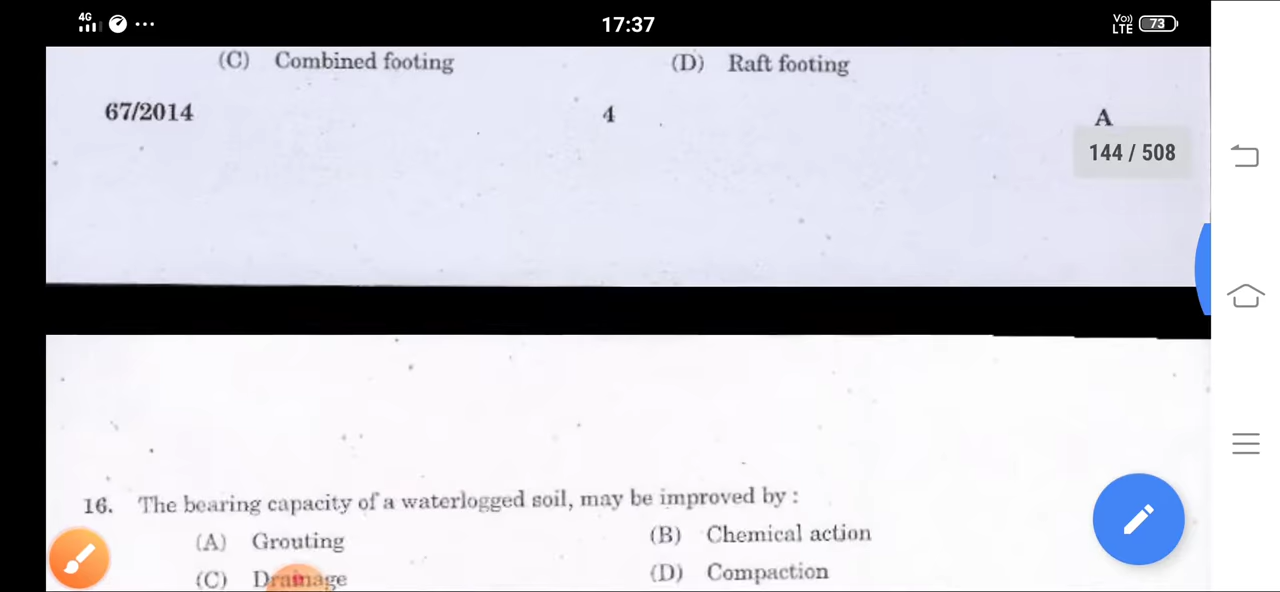 4G ... 17:37 Vo)) LTE 73
(C) Combined footing (D) Raft footing
67/2014 4 A
144 / 508
16. The bearing capacity of a waterlogged soil, may be improved by :
(A) Grouting (B) Chemical action
(C) Drainage (D) Compaction